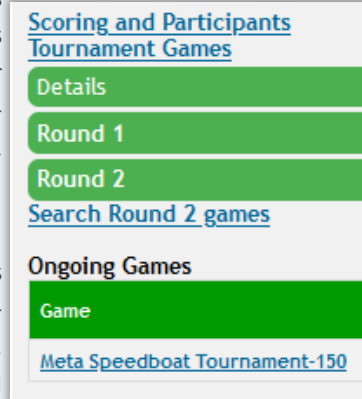 Scoring and Participants
Tournament Games
Details
Round 1
Round 2
Search Round 2 games
Ongoing Games
Game
Meta Speedboat Tournament-150